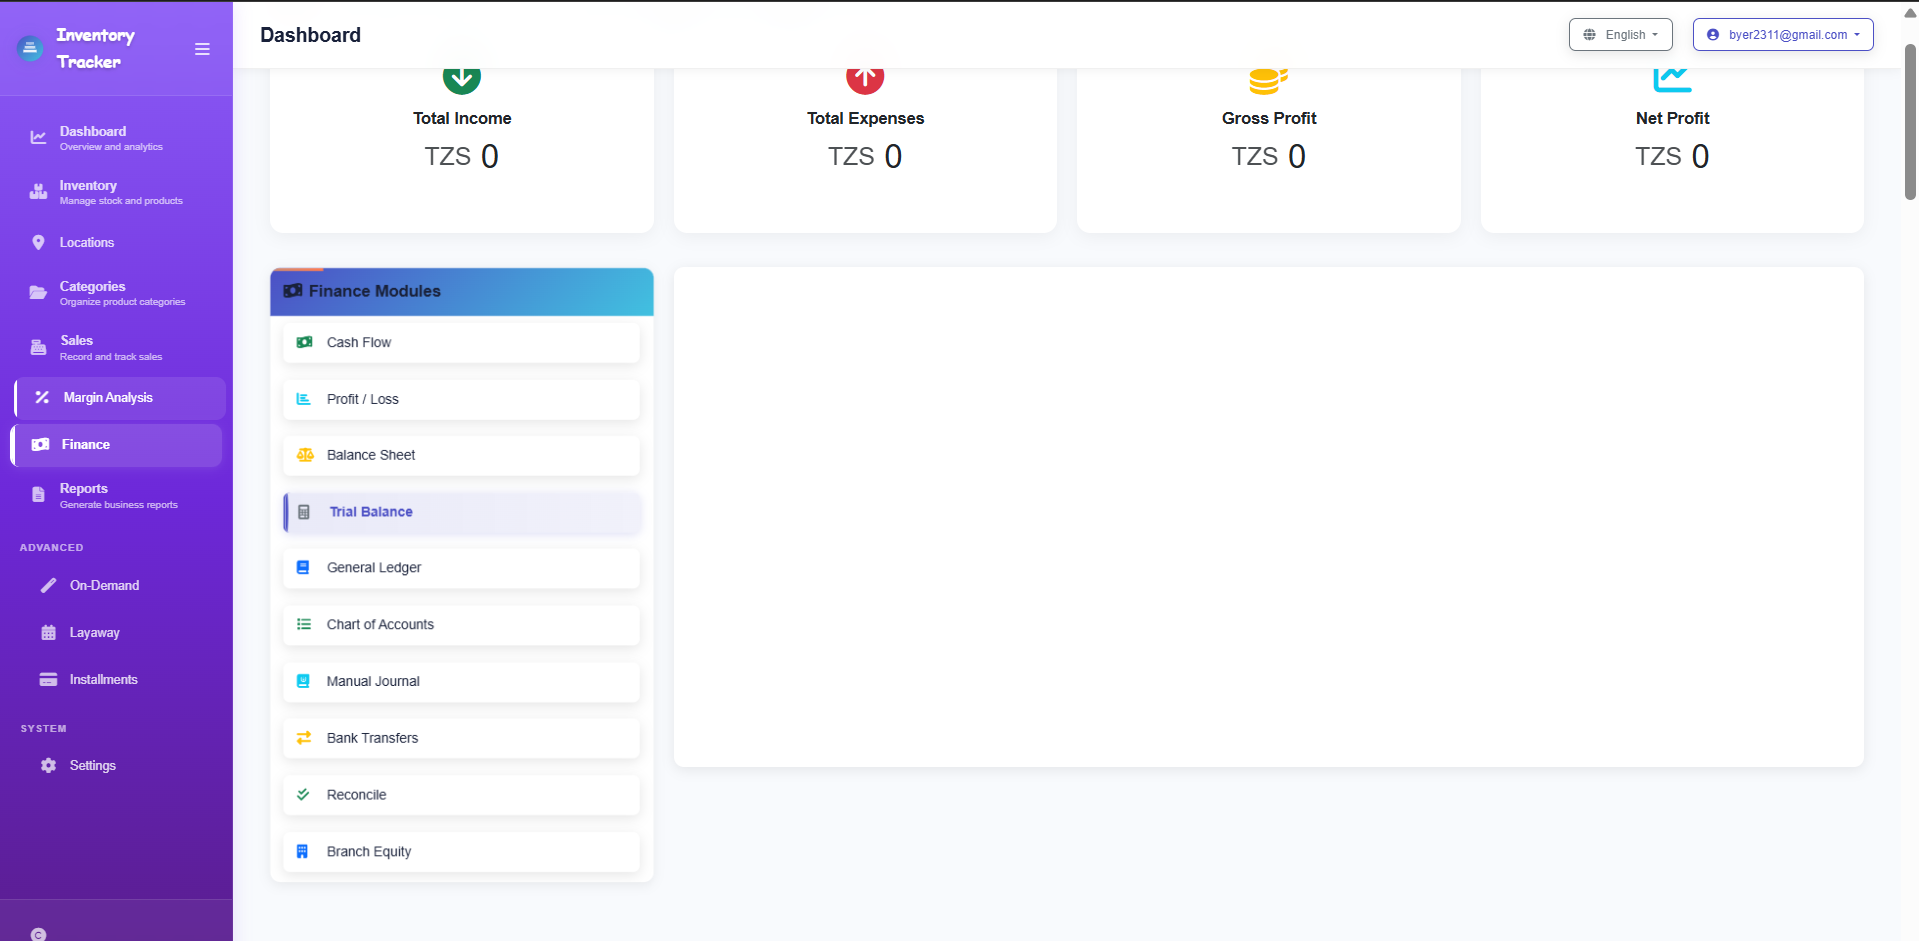 Inventory
Tracker
Dashboard
Overview and analytics
Inventory
Manage stock and products
Locations
Categories
Organize product categories
Sales
Record and track sales
Margin Analysis
Finance
Reports
Generate business reports
ADVANCED
On-Demand
Layaway
Installments
SYSTEM
Settings
Dashboard
English
byer2311@gmail.com
Total Income
TZS 0
Total Expenses
TZS 0
Gross Profit
TZS 0
Net Profit
TZS 0
Finance Modules
Cash Flow
Profit / Loss
Balance Sheet
Trial Balance
General Ledger
Chart of Accounts
Manual Journal
Bank Transfers
Reconcile
Branch Equity